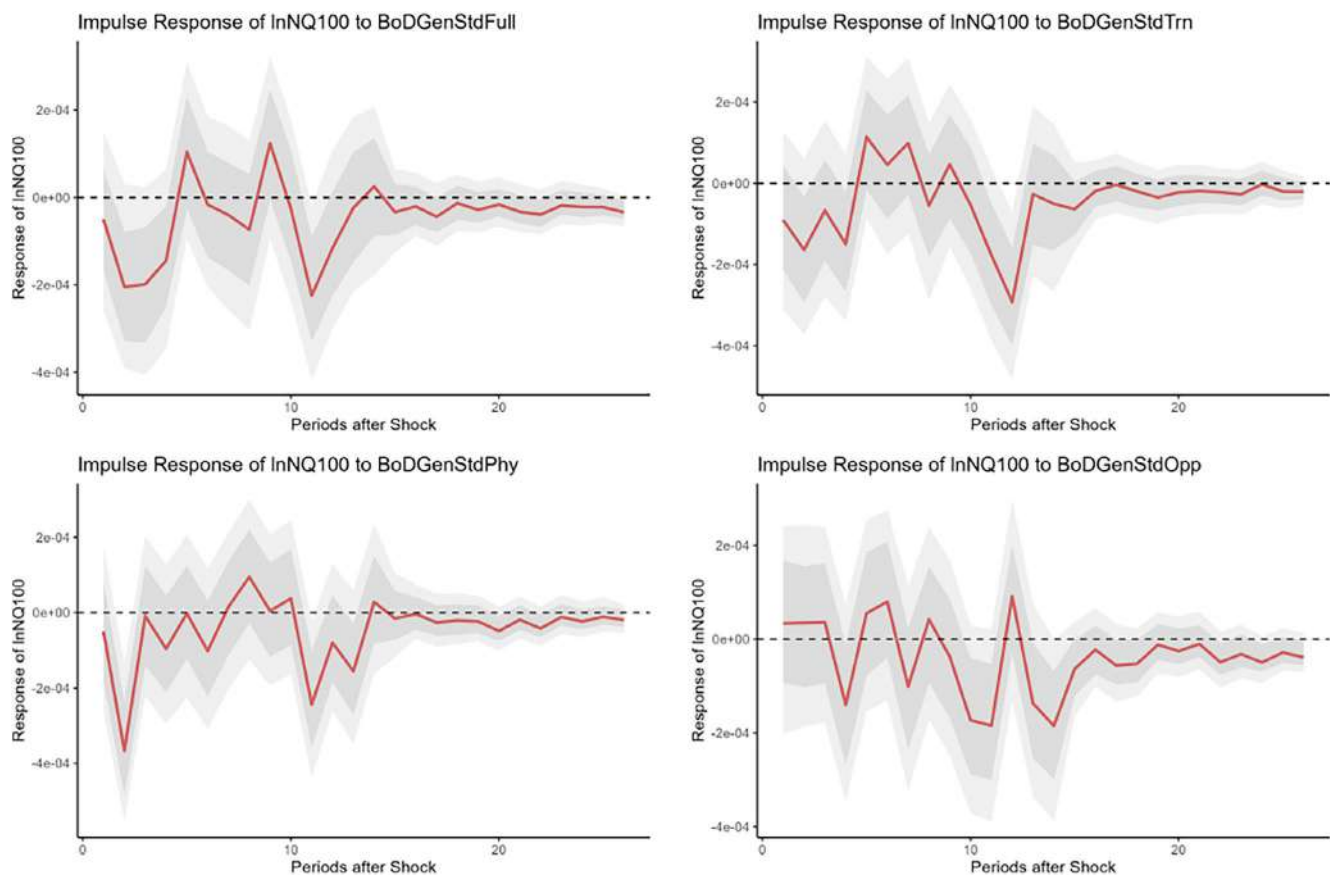 Impulse Response of lnNQ100 to BoDGenStdFull
Response of lnNQ100
2e-04
0e+00
-2e-04
-4e-04
0
10
20
Periods after Shock
Impulse Response of lnNQ100 to BoDGenStdTrn
Response of lnNQ100
2e-04
0e+00
-2e-04
-4e-04
0
10
20
Periods after Shock
Impulse Response of lnNQ100 to BoDGenStdPhy
Response of lnNQ100
2e-04
0e+00
-2e-04
-4e-04
0
10
20
Periods after Shock
Impulse Response of lnNQ100 to BoDGenStdOpp
Response of lnNQ100
2e-04
0e+00
-2e-04
-4e-04
0
10
20
Periods after Shock